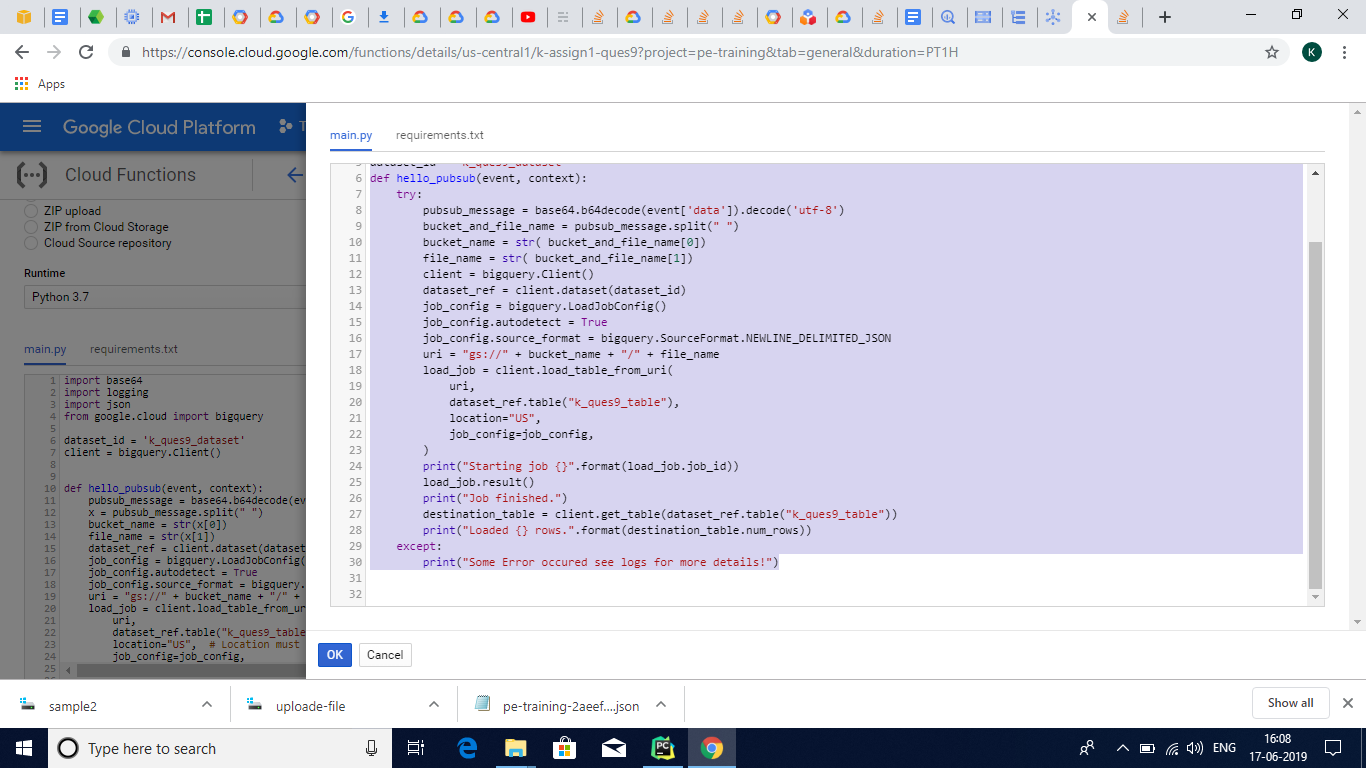 https://console.cloud.google.com/functions/details/us-central1/k-assign1-ques9?project=pe-training&tab=general&duration=PT1H
K
Apps
Google Cloud Platform
Cloud Functions
ZIP upload
ZIP from Cloud Storage
Cloud Source repository
Runtime
Python 3.7
main.py requirements.txt
1 import base64
2 import logging
3 import json
4 from google.cloud import bigquery
5
6 dataset_id = 'k_ques9_dataset'
7 client = bigquery.Client()
8
9
10 def hello_pubsub(event, context):
11 pubsub_message = base64.b64decode(ev
12 x = pubsub_message.split(" ")
13 bucket_name = str(x[0])
14 file_name = str(x[1])
15 dataset_ref = client.dataset(dataset
16 job_config = bigquery.LoadJobConfig(
17 job_config.autodetect = True
18 job_config.source_format = bigquery.
19 uri = "gs://" + bucket_name + "/" +
20 load_job = client.load_table_from_ur
21 uri,
22 dataset_ref.table("k_ques9_table
23 location="US", # Location must
24 job_config=job_config,
25
main.py requirements.txt
6 def hello_pubsub(event, context):
7 try:
8 pubsub_message = base64.b64decode(event['data']).decode('utf-8')
9 bucket_and_file_name = pubsub_message.split(" ")
10 bucket_name = str( bucket_and_file_name[0])
11 file_name = str( bucket_and_file_name[1])
12 client = bigquery.Client()
13 dataset_ref = client.dataset(dataset_id)
14 job_config = bigquery.LoadJobConfig()
15 job_config.autodetect = True
16 job_config.source_format = bigquery.SourceFormat.NEWLINE_DELIMITED_JSON
17 uri = "gs://" + bucket_name + "/" + file_name
18 load_job = client.load_table_from_uri(
19 uri,
20 dataset_ref.table("k_ques9_table"),
21 location="US",
22 job_config=job_config,
23 )
24 print("Starting job {}".format(load_job.job_id))
25 load_job.result()
26 print("Job finished.")
27 destination_table = client.get_table(dataset_ref.table("k_ques9_table"))
28 print("Loaded {} rows.".format(destination_table.num_rows))
29 except:
30 print("Some Error occured see logs for more details!")
31
32
OK Cancel
sample2
uploade-file
pe-training-2aeef....json
Show all
Type here to search
ENG
16:08
17-06-2019